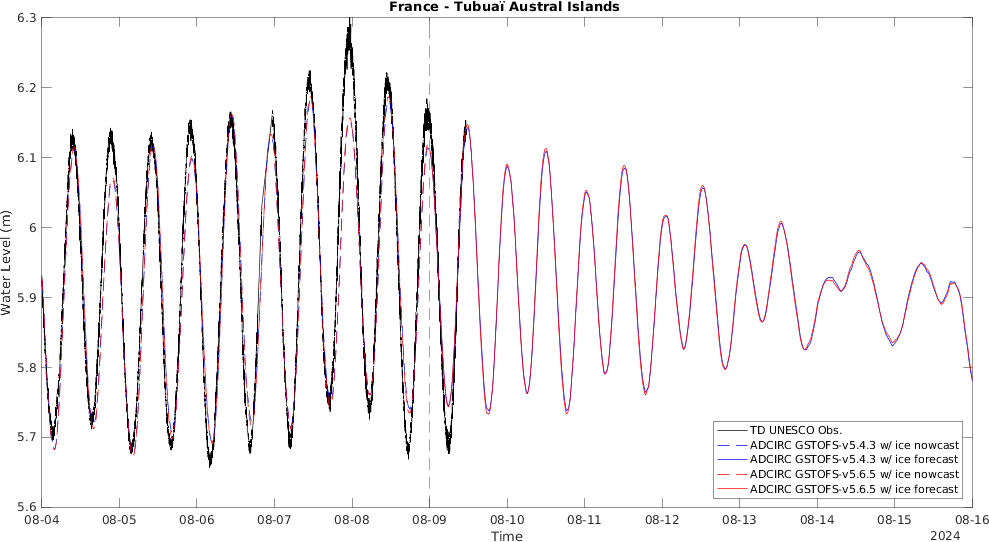 France - Tubuaï Austral Islands
Water Level (m)
6.3
6.2
6.1
6
5.9
5.8
5.7
5.6
TD UNESCO Obs.
ADCIRC GSTOFS-v5.4.3 w/ ice nowcast
ADCIRC GSTOFS-v5.4.3 w/ ice forecast
ADCIRC GSTOFS-v5.6.5 w/ ice nowcast
ADCIRC GSTOFS-v5.6.5 w/ ice forecast
08-04 08-05 08-06 08-07 08-08 08-09 08-10 08-11 08-12 08-13 08-14 08-15 08-16
Time
2024